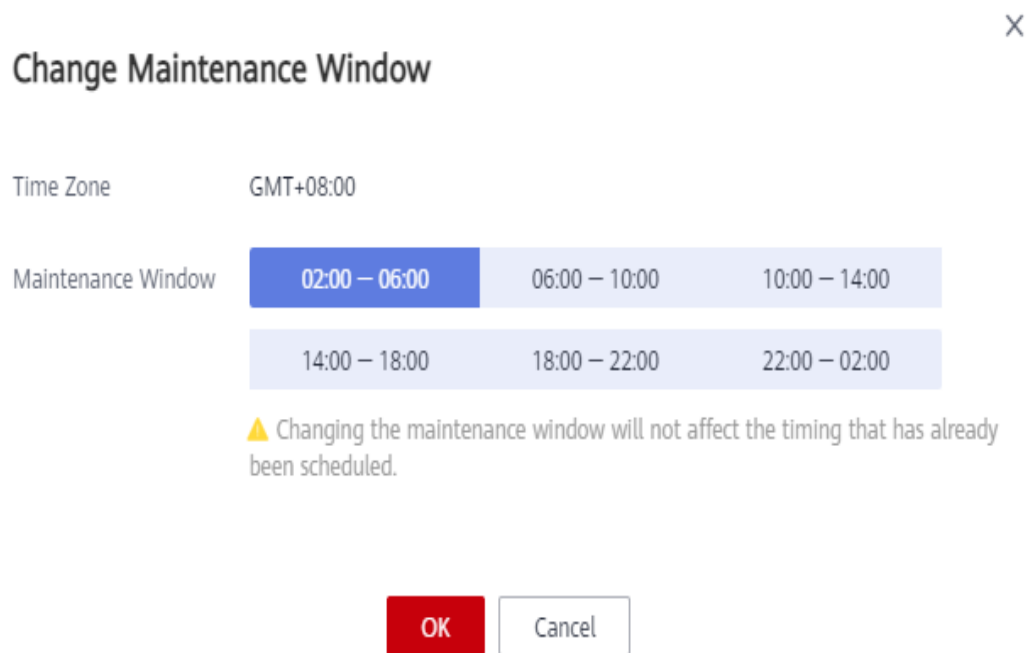 Change Maintenance Window
Time Zone GMT+08:00
Maintenance Window 02:00 — 06:00 06:00 — 10:00 10:00 — 14:00
14:00 — 18:00 18:00 — 22:00 22:00 — 02:00
Changing the maintenance window will not affect the timing that has already
been scheduled.
OK Cancel